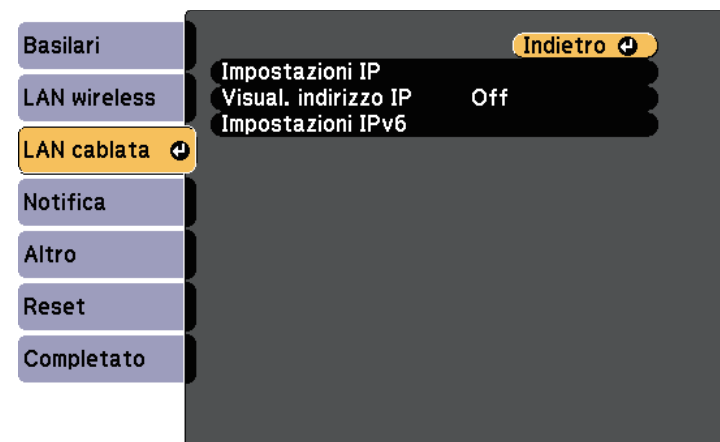 Basilari
LAN wireless
LAN cablata
Notifica
Altro
Reset
Completato
Indietro
Impostazioni IP
Visual. indirizzo IP Off
Impostazioni IPv6